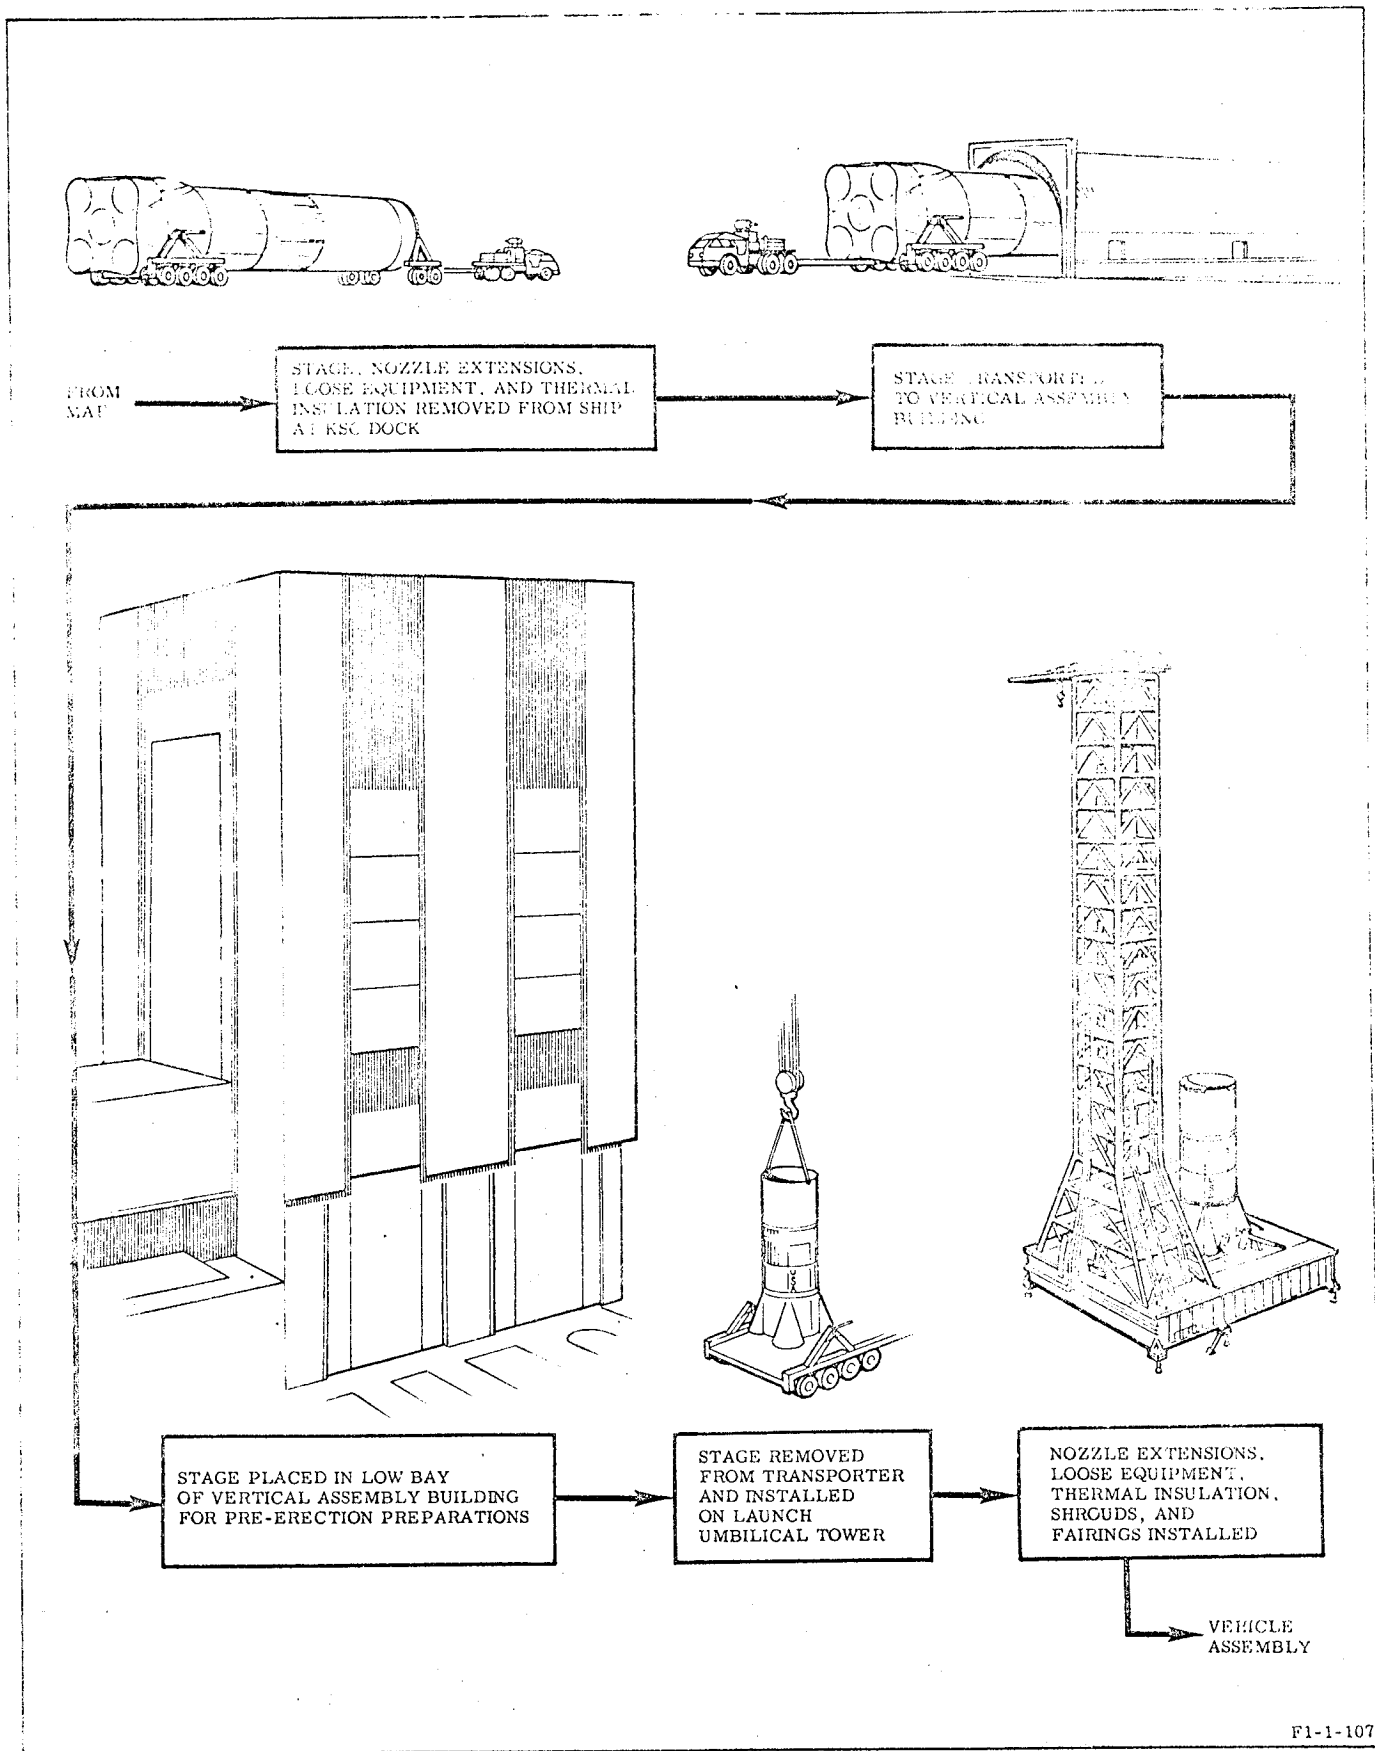 FROM
MAF
STAGE, NOZZLE EXTENSIONS,
LOOSE EQUIPMENT, AND THERMAL
INSULATION REMOVED FROM SHIP
AT KSC DOCK
STAGE TRANSPORTED
TO VERTICAL ASSEMBLY
BUILDING
STAGE PLACED IN LOW BAY
OF VERTICAL ASSEMBLY BUILDING
FOR PRE-ERECTION PREPARATIONS
STAGE REMOVED
FROM TRANSPORTER
AND INSTALLED
ON LAUNCH
UMBILICAL TOWER
NOZZLE EXTENSIONS,
LOOSE EQUIPMENT,
THERMAL INSULATION,
SHROUDS, AND
FAIRINGS INSTALLED
VEHICLE
ASSEMBLY
F1-1-107